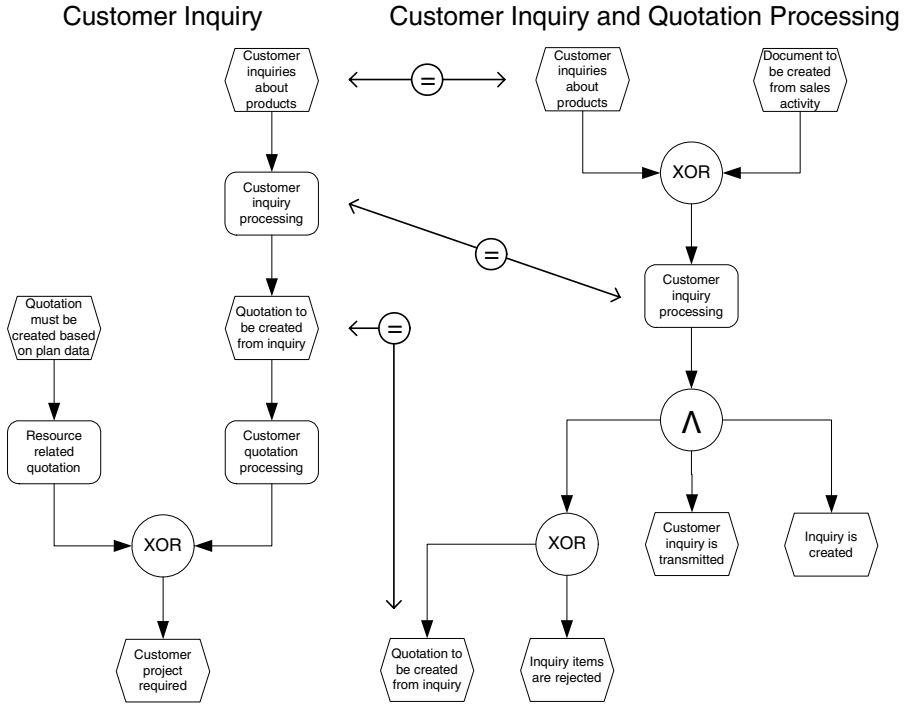 Customer Inquiry
Customer Inquiry and Quotation Processing
Customer
inquiries
about
products
=
Customer
inquiries
about
products
Document to
be created
from sales
activity
XOR
Customer
inquiry
processing
=
Customer
inquiry
processing
Quotation
must be
created based
on plan data
Quotation to
be created
from inquiry
=
Λ
Resource
related
quotation
Customer
quotation
processing
XOR
XOR
Customer
inquiry is
transmitted
Inquiry is
created
Customer
project
required
Quotation to
be created
from inquiry
Inquiry items
are rejected